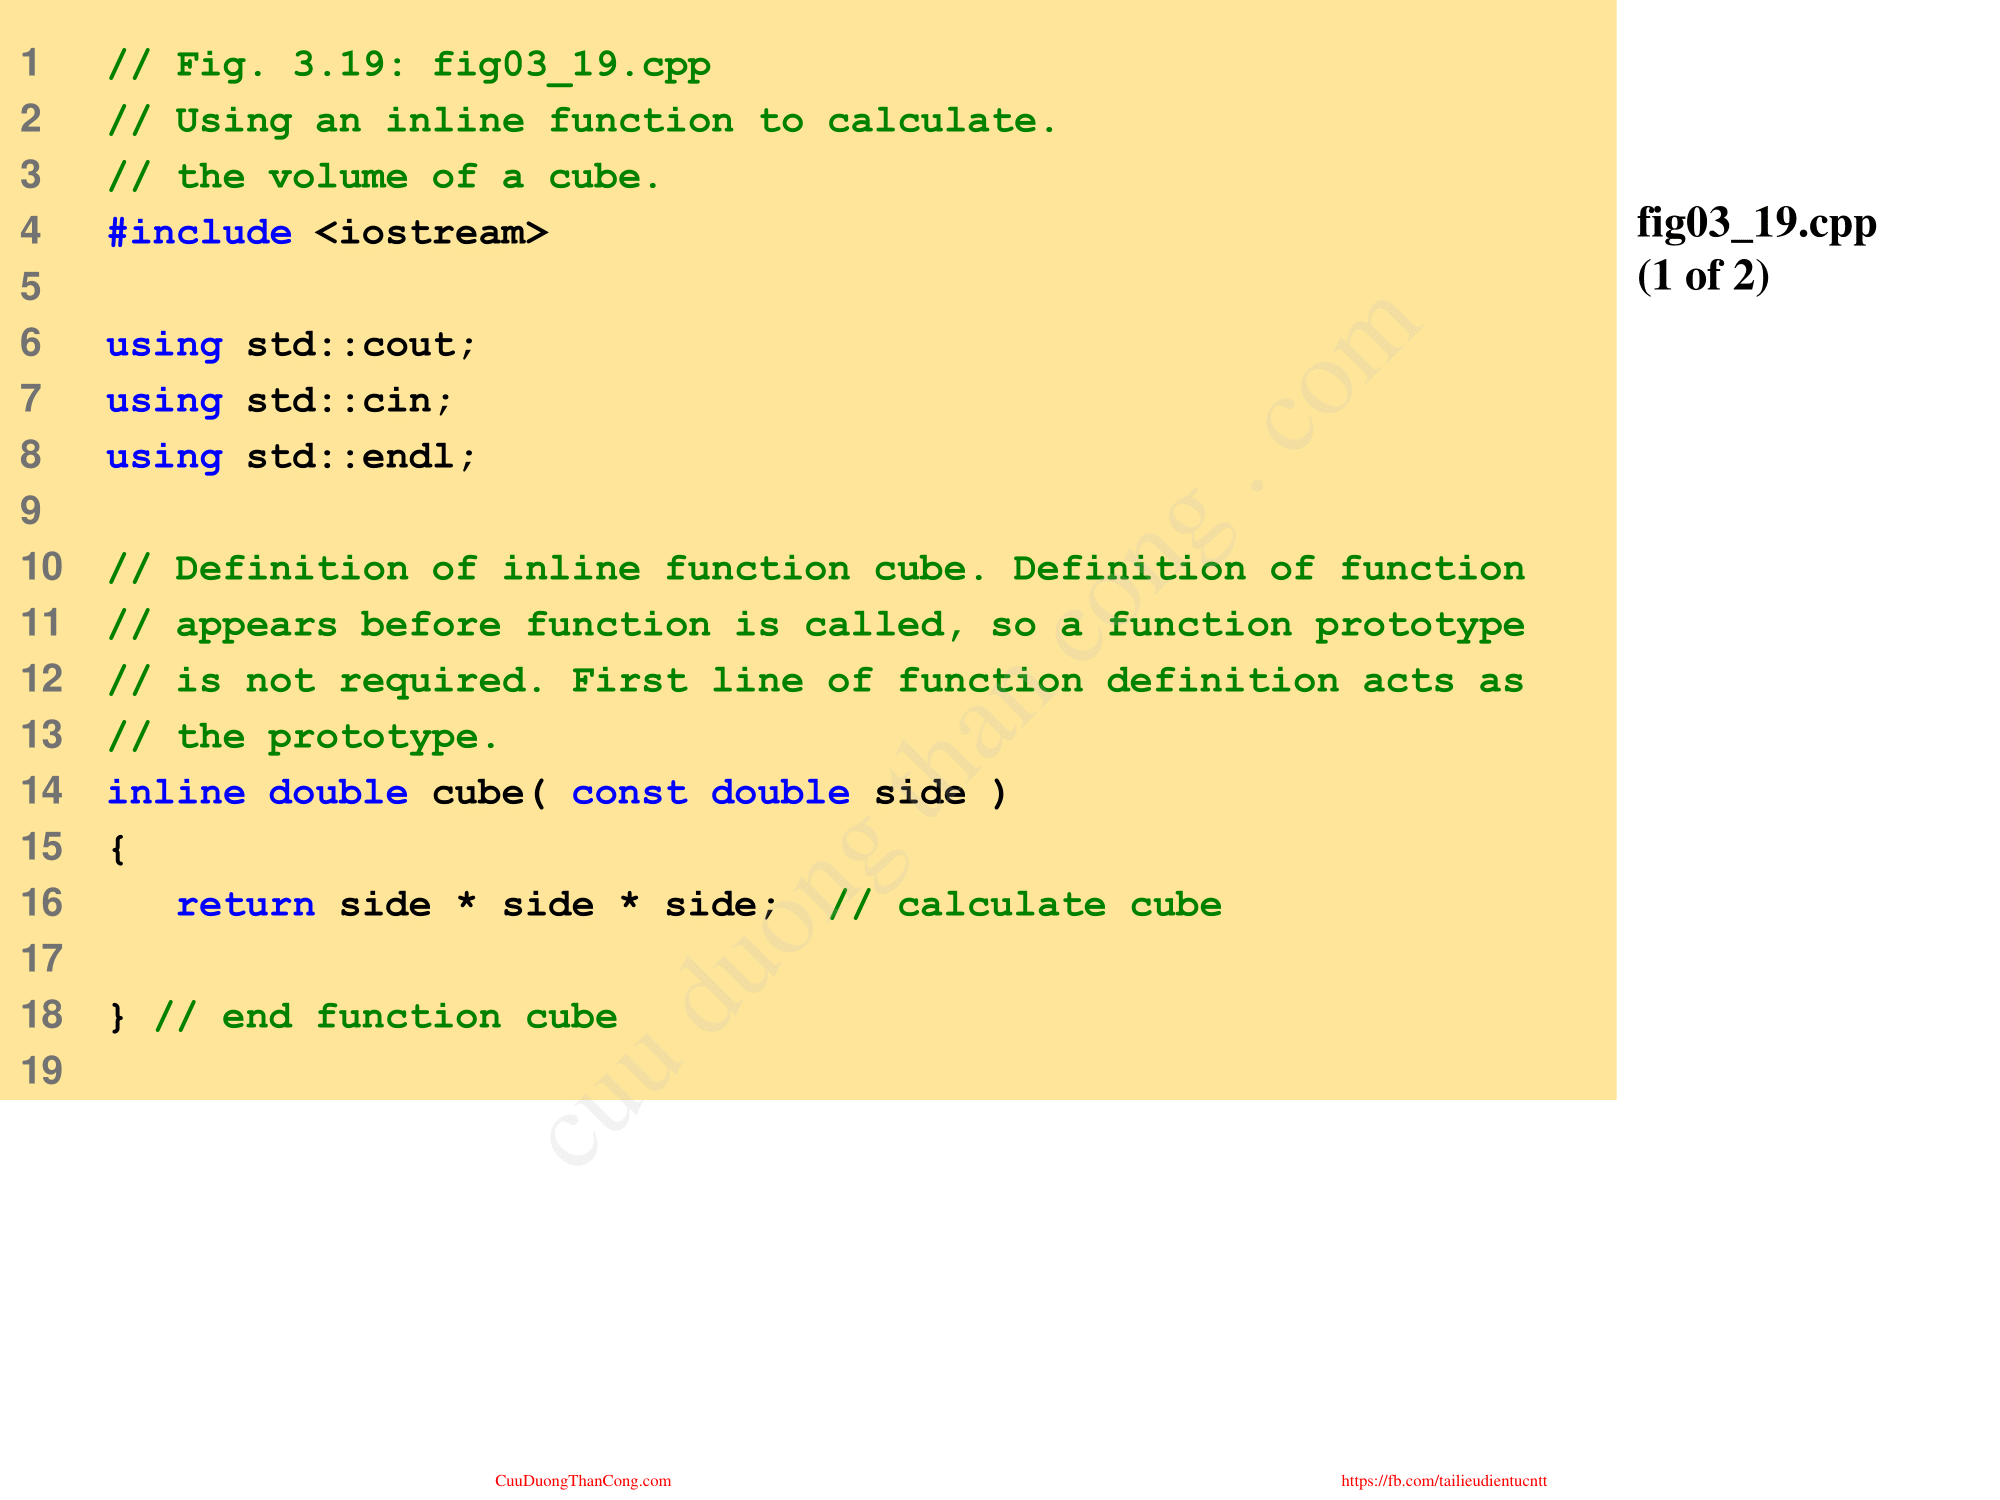 1 // Fig. 3.19: fig03_19.cpp
2 // Using an inline function to calculate.
3 // the volume of a cube.
4 #include <iostream>
5
6 using std::cout;
7 using std::cin;
8 using std::endl;
9
10 // Definition of inline function cube. Definition of function
11 // appears before function is called, so a function prototype
12 // is not required. First line of function definition acts as
13 // the prototype.
14 inline double cube( const double side )
15 {
16    return side * side * side;  // calculate cube
17
18 } // end function cube
19
fig03_19.cpp
(1 of 2)
cuu duong than cong . com
CuuDuongThanCong.com
https://fb.com/tailieudientucntt